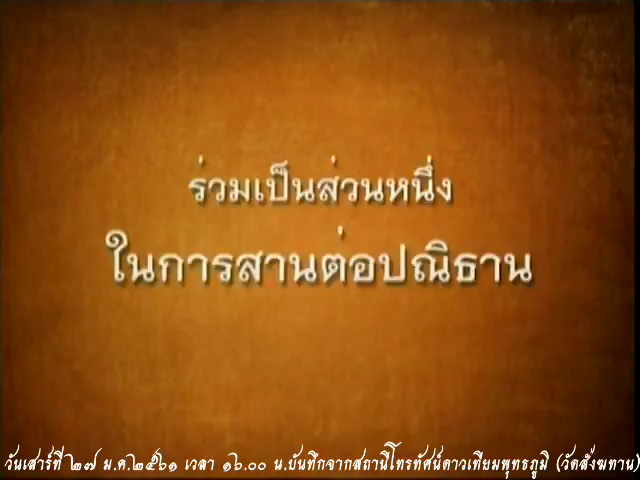 ร่วมเป็นส่วนหนึ่ง
ในการสานต่อปณิธาน
วันเสาร์ที่ ๒๗ ม.ค.๒๕๖๑ เวลา ๑๖.๐๐ น.บันทึกจากสถานีโทรทัศน์ดาวเทียมพุทธภูมิ (วัดสังฆทาน)